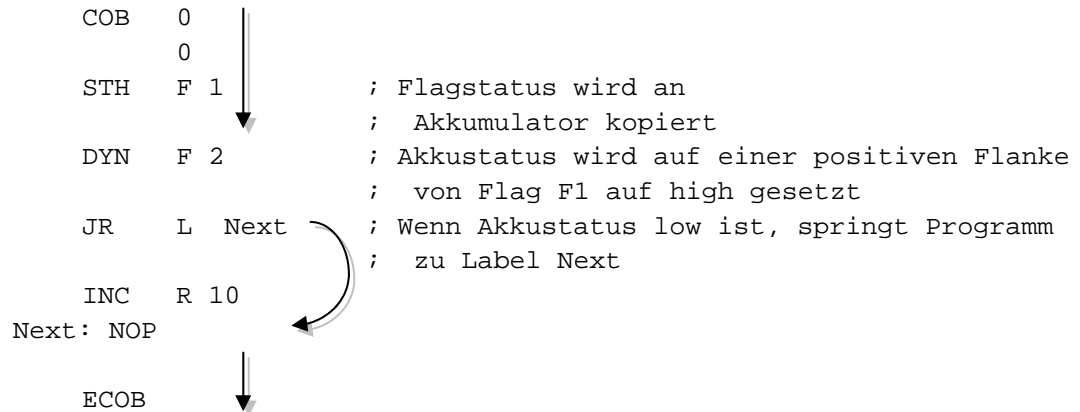 COB 0
0
STH F 1 ; Flagstatus wird an
; Akkumulator kopiert
DYN F 2 ; Akkustatus wird auf einer positiven Flanke
; von Flag F1 auf high gesetzt
JR L Next ; Wenn Akkustatus low ist, springt Programm
; zu Label Next
INC R 10
Next: NOP
ECOB